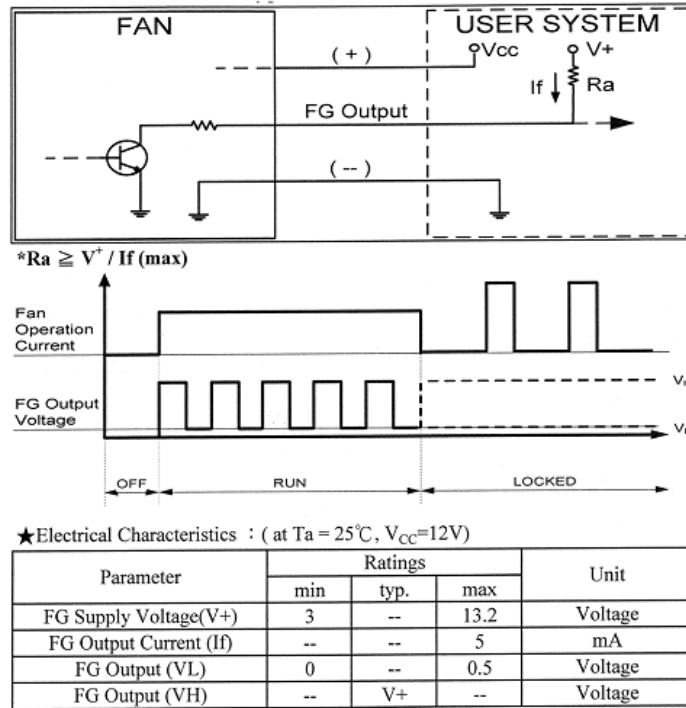 FAN
USER SYSTEM
( + )
Vcc
V+
If
Ra
FG Output
( -- )
*Ra ≧ V⁺ / If (max)
Fan
Operation
Current
FG Output
Voltage
OFF
RUN
LOCKED
★Electrical Characteristics : ( at Ta = 25℃, VCC=12V)
Parameter
Ratings
Unit
min
typ.
max
FG Supply Voltage(V+) 3 -- 13.2 Voltage
FG Output Current (If) -- -- 5 mA
FG Output (VL) 0 -- 0.5 Voltage
FG Output (VH) -- V+ -- Voltage